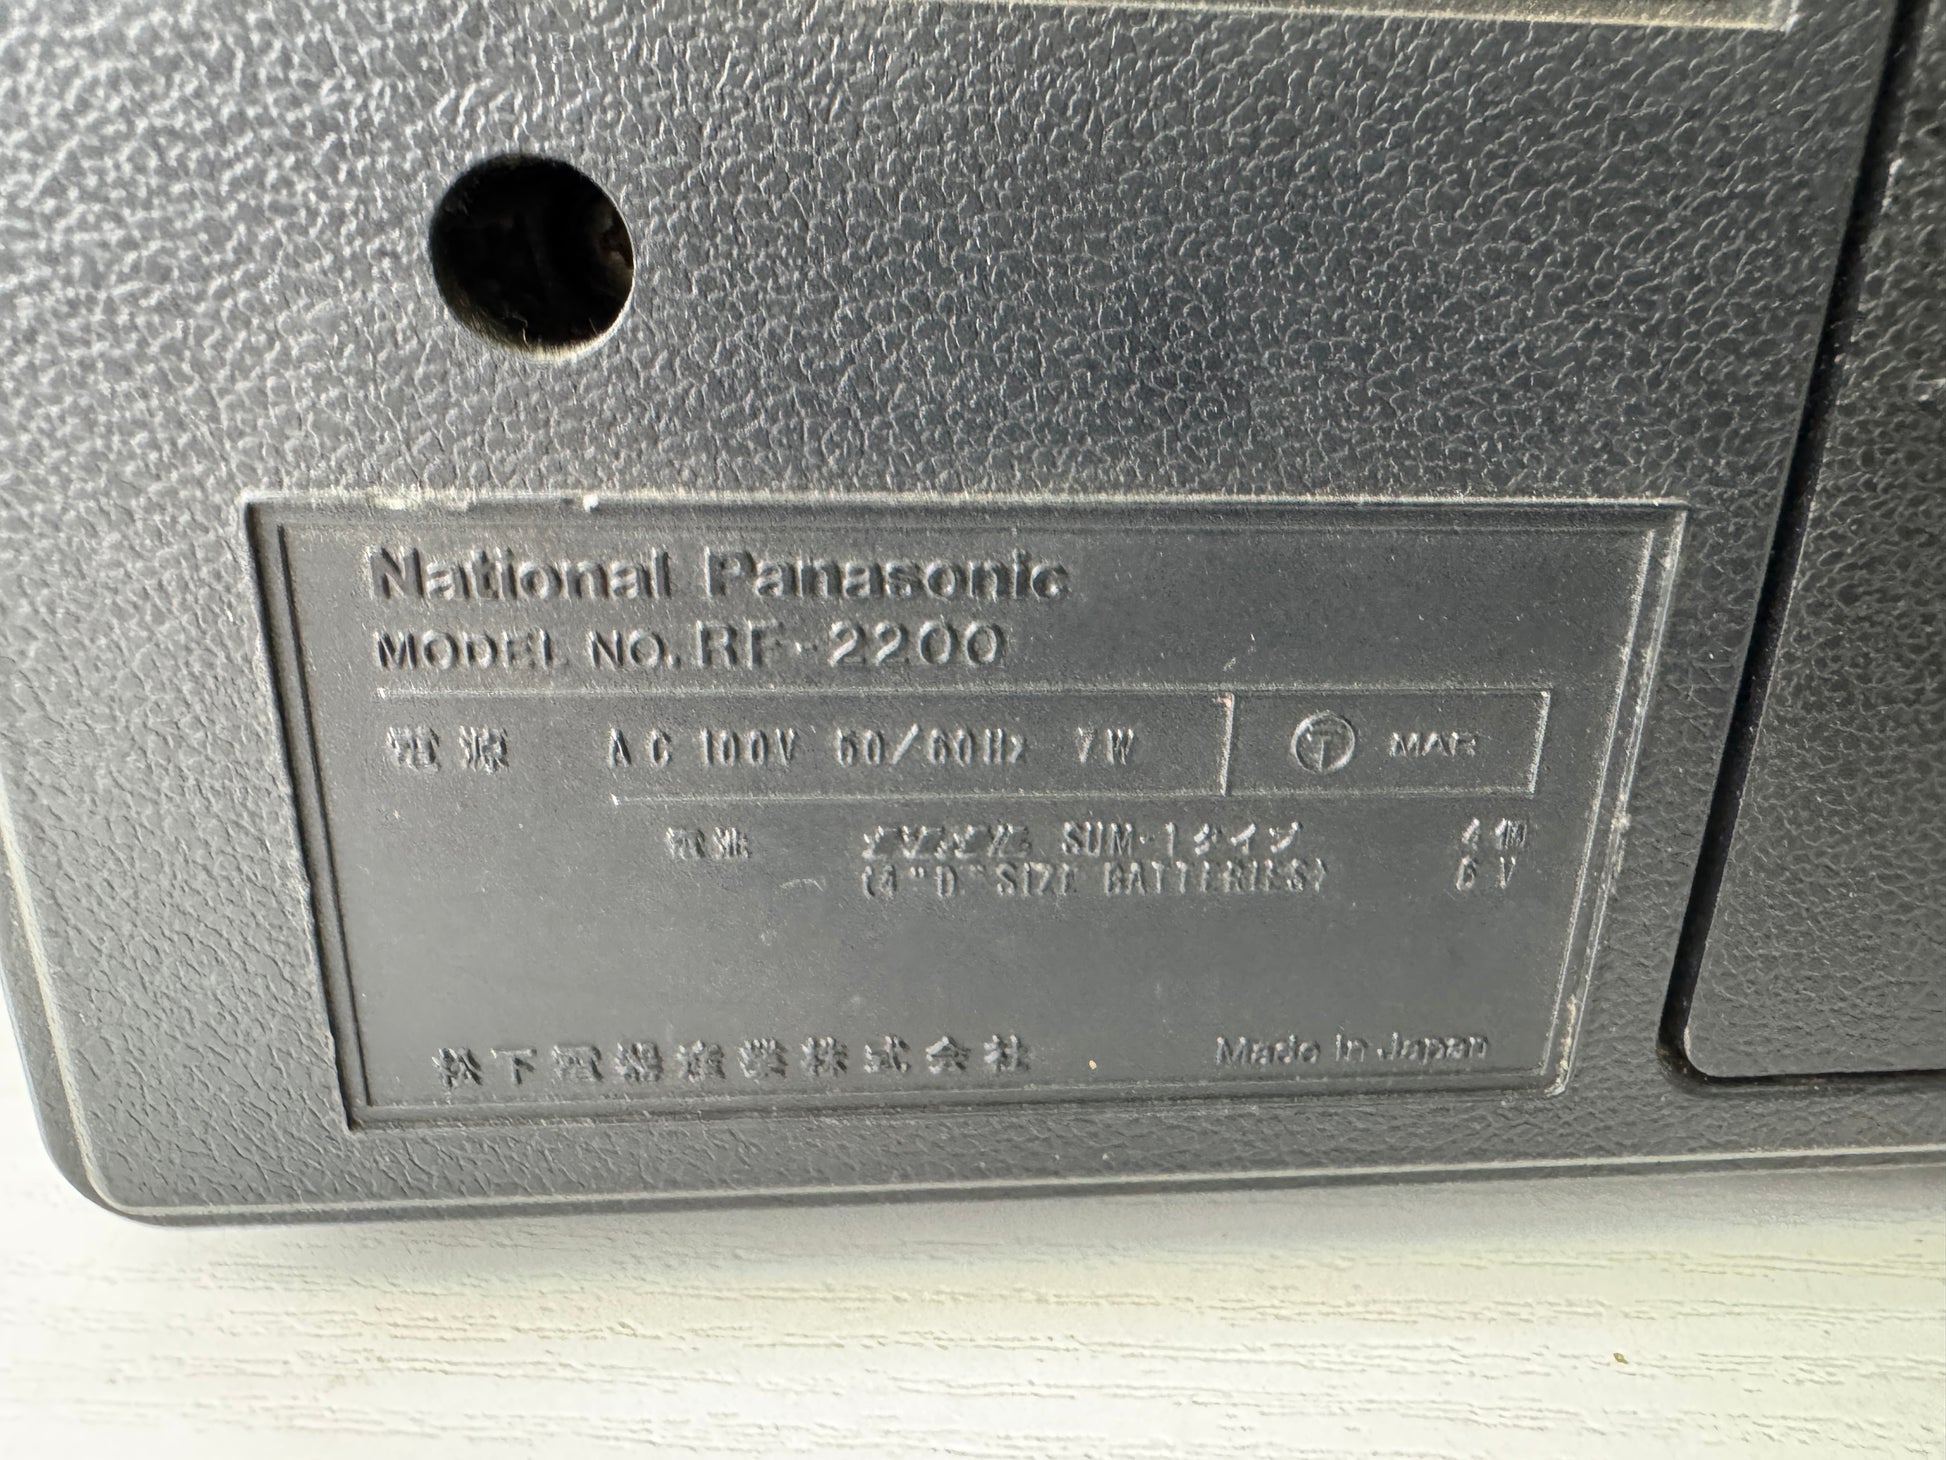 National Panasonic
MODEL NO. RF-2200
電源 AC 100V 50/60Hz 7W 〒 MAR
電池 SUM-1タイプ 4個
(4 "D" SIZE BATTERIES) 6V
松下電器産業株式会社 Made in Japan